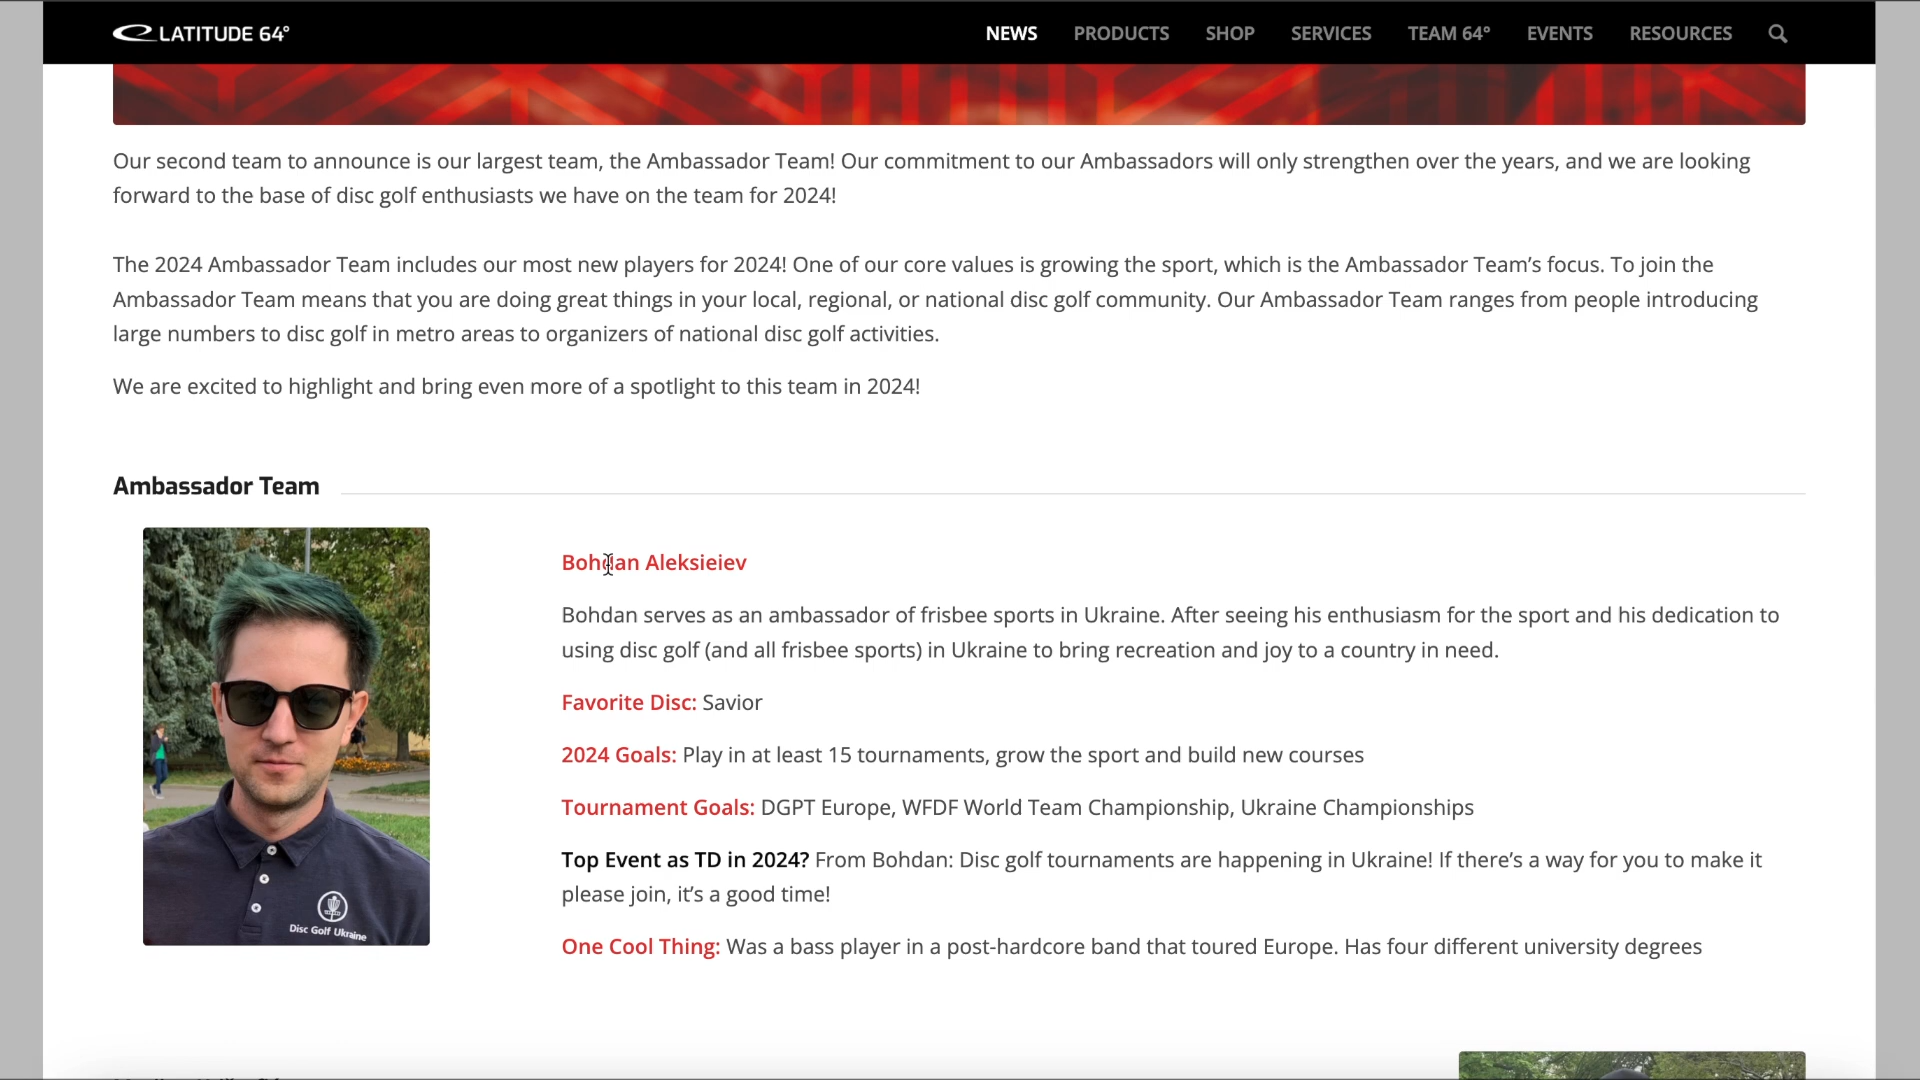 LATITUDE 64°
NEWS PRODUCTS SHOP SERVICES TEAM 64° EVENTS RESOURCES
Our second team to announce is our largest team, the Ambassador Team! Our commitment to our Ambassadors will only strengthen over the years, and we are looking
forward to the base of disc golf enthusiasts we have on the team for 2024!
The 2024 Ambassador Team includes our most new players for 2024! One of our core values is growing the sport, which is the Ambassador Team’s focus. To join the
Ambassador Team means that you are doing great things in your local, regional, or national disc golf community. Our Ambassador Team ranges from people introducing
large numbers to disc golf in metro areas to organizers of national disc golf activities.
We are excited to highlight and bring even more of a spotlight to this team in 2024!
Ambassador Team
Bohdan Aleksieiev
Bohdan serves as an ambassador of frisbee sports in Ukraine. After seeing his enthusiasm for the sport and his dedication to
using disc golf (and all frisbee sports) in Ukraine to bring recreation and joy to a country in need.
Favorite Disc: Savior
2024 Goals: Play in at least 15 tournaments, grow the sport and build new courses
Tournament Goals: DGPT Europe, WFDF World Team Championship, Ukraine Championships
Top Event as TD in 2024? From Bohdan: Disc golf tournaments are happening in Ukraine! If there’s a way for you to make it
please join, it’s a good time!
One Cool Thing: Was a bass player in a post-hardcore band that toured Europe. Has four different university degrees
Disc Golf Ukraine